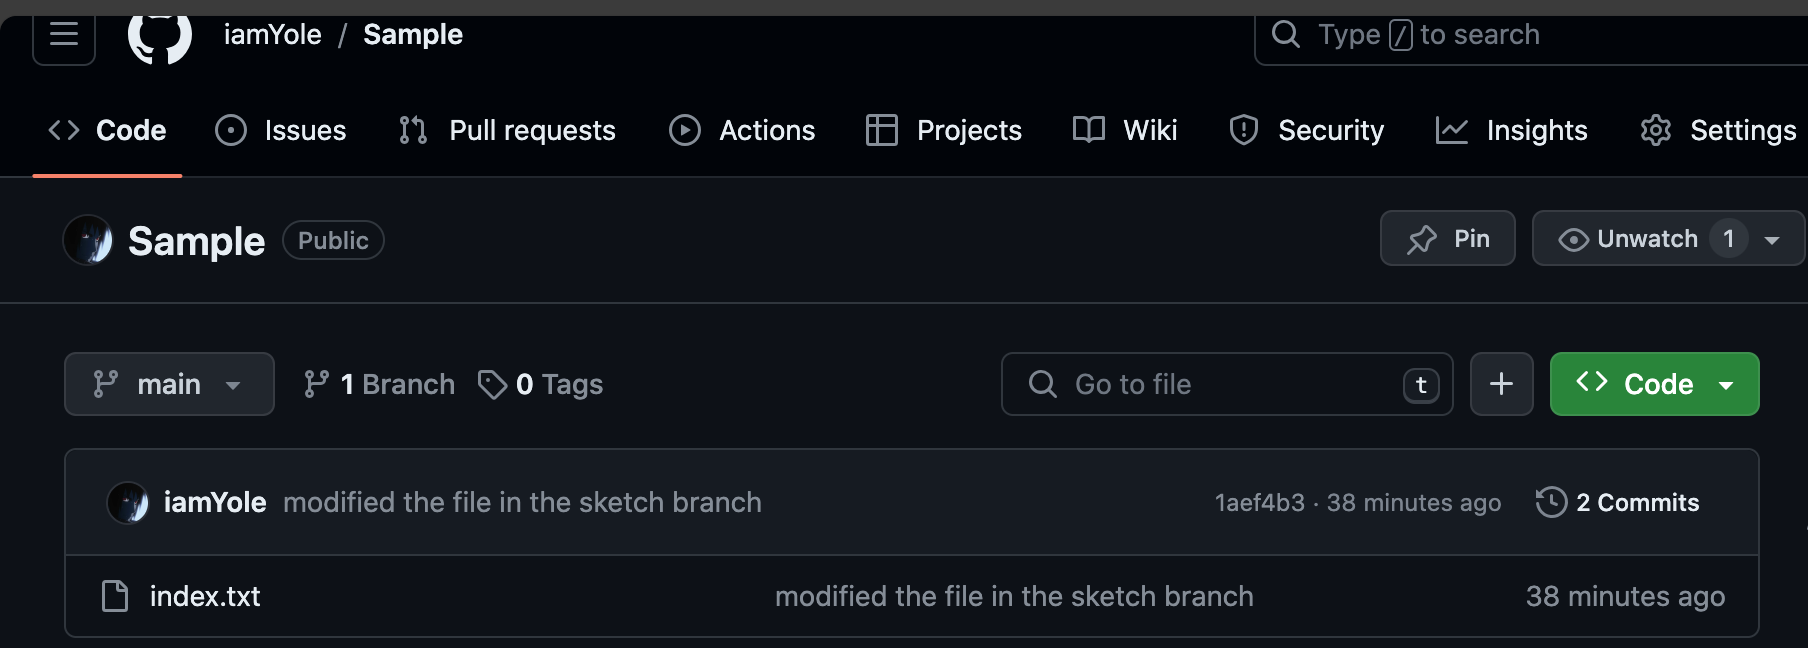 iamYole / Sample
Type / to search
Code Issues Pull requests Actions Projects Wiki Security Insights Settings
Sample Public Pin Unwatch 1
main 1 Branch 0 Tags Go to file t + Code
iamYole modified the file in the sketch branch 1aef4b3 · 38 minutes ago 2 Commits
index.txt modified the file in the sketch branch 38 minutes ago